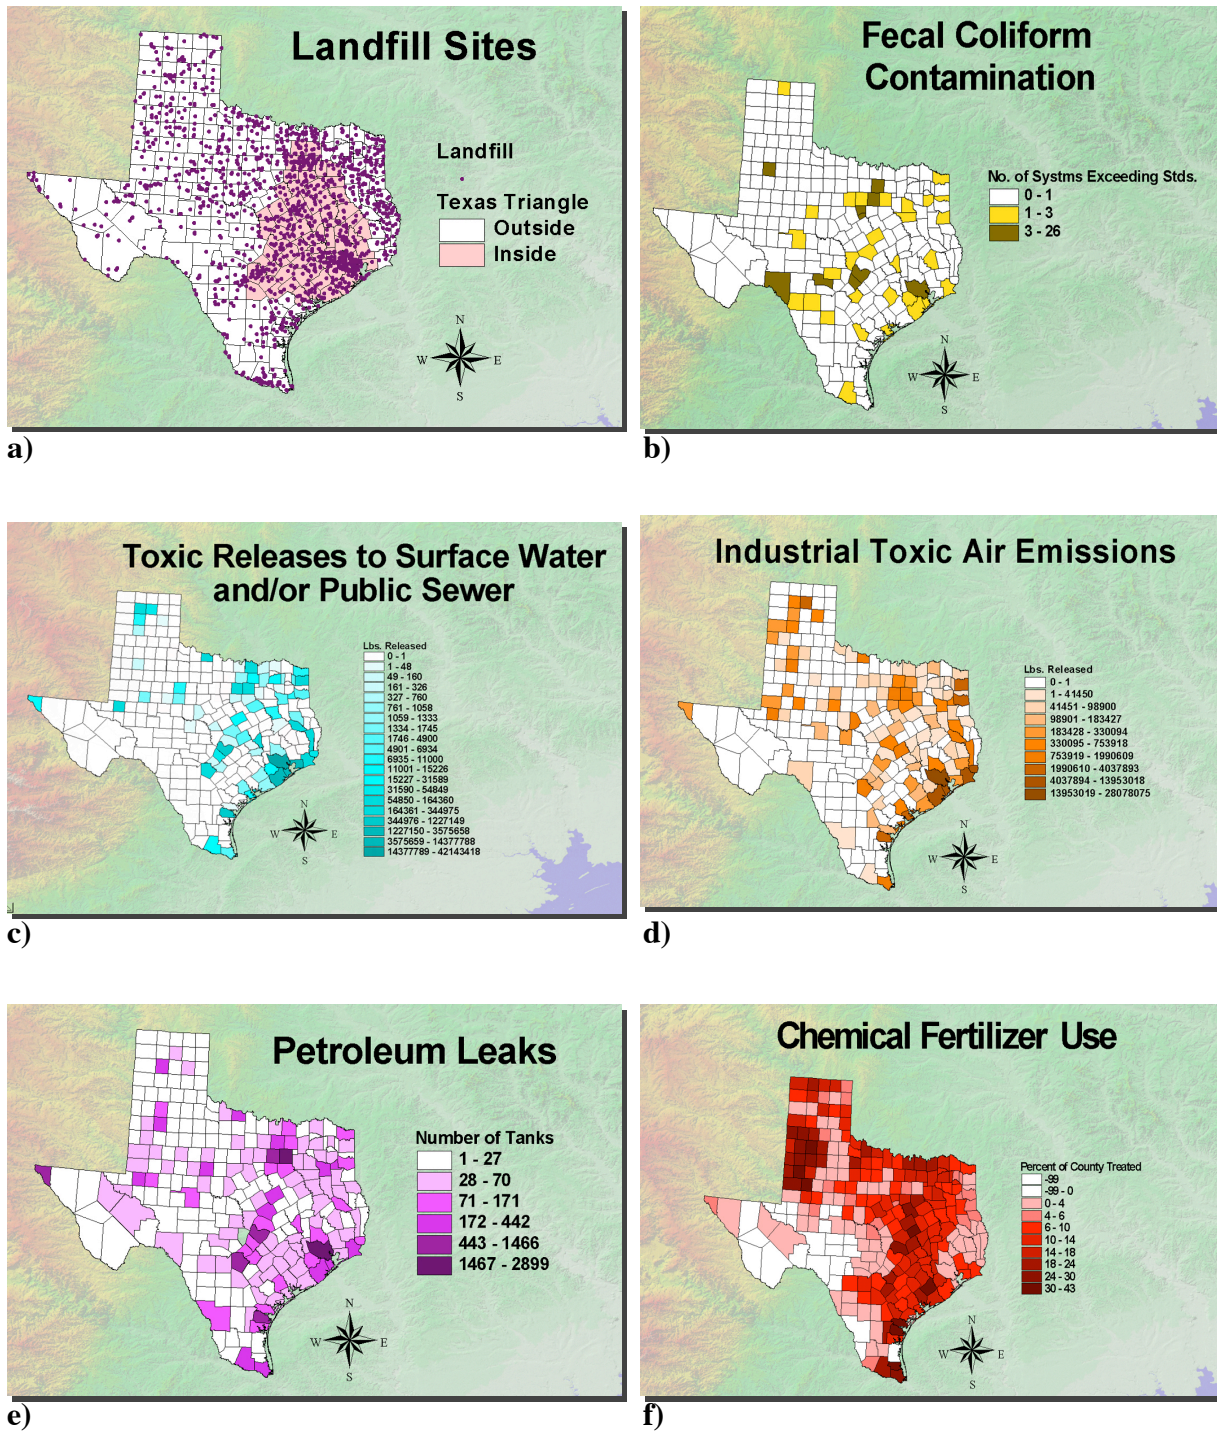 Landfill Sites
Landfill
Texas Triangle
Outside
Inside
N
W
E
S
a)
Fecal Coliform
Contamination
No. of Systms Exceeding Stds.
0 - 1
1 - 3
3 - 26
N
W
E
S
b)
Toxic Releases to Surface Water
and/or Public Sewer
Lbs. Released
0 - 1
1 - 48
49 - 160
161 - 326
327 - 760
761 - 1058
1059 - 1333
1334 - 1745
1746 - 4900
4901 - 6934
6935 - 11000
11001 - 15226
15227 - 31589
31590 - 54849
54850 - 164360
164361 - 344975
344976 - 1227149
1227150 - 3575658
3575659 - 14377788
14377789 - 42143418
N
W
E
S
c)
Industrial Toxic Air Emissions
Lbs. Released
0 - 1
1 - 41450
41451 - 98900
98901 - 183427
183428 - 330094
330095 - 753918
753919 - 1990609
1990610 - 4037893
4037894 - 13953018
13953019 - 28078075
N
W
E
S
d)
Petroleum Leaks
Number of Tanks
1 - 27
28 - 70
71 - 171
172 - 442
443 - 1466
1467 - 2899
N
W
E
S
e)
Chemical Fertilizer Use
Percent of County Treated
-99
-99 - 0
0 - 4
4 - 6
6 - 10
10 - 14
14 - 18
18 - 24
24 - 30
30 - 43
N
W
E
S
f)